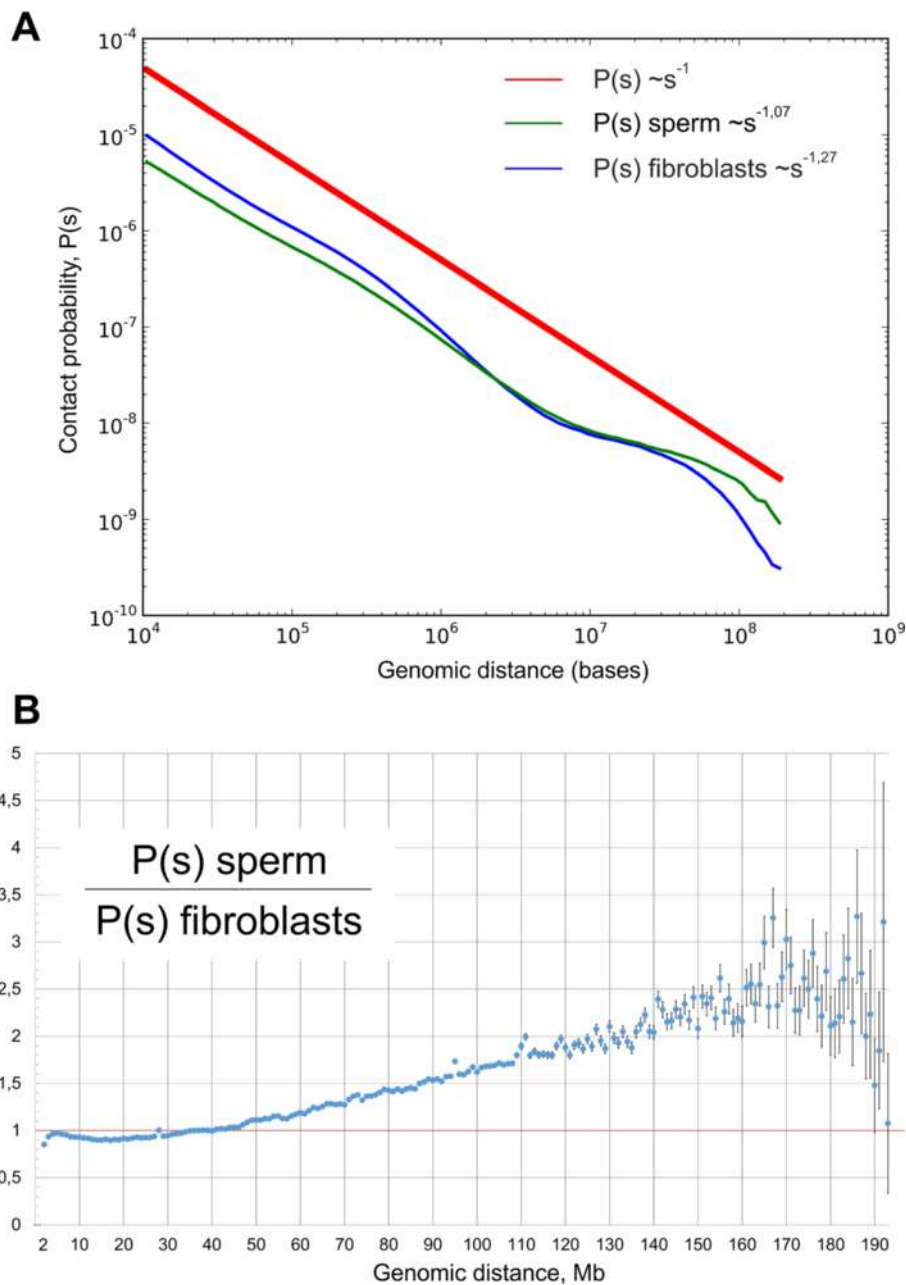 A
10^-4
10^-5
10^-6
10^-7
10^-8
10^-9
10^-10
Contact probability, P(s)
P(s) ~s^-1
P(s) sperm ~s^-1,07
P(s) fibroblasts ~s^-1,27
10^4 10^5 10^6 10^7 10^8 10^9
Genomic distance (bases)
B
5
4,5
4
3,5
3
2,5
2
1,5
1
0,5
0
P(s) sperm
P(s) fibroblasts
2 10 20 30 40 50 60 70 80 90 100 110 120 130 140 150 160 170 180 190
Genomic distance, Mb